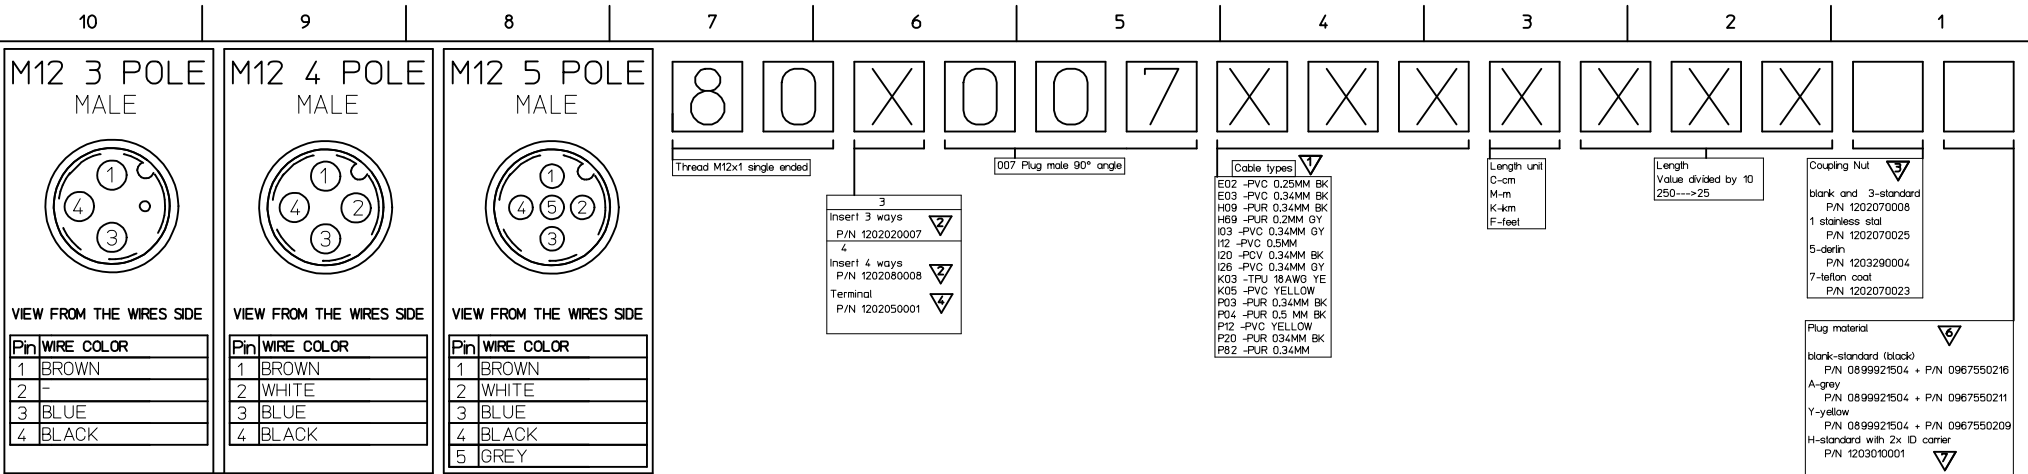 10 9 8 7 6 5 4 3 2 1
M12 3 POLE
MALE
1
4
3
VIEW FROM THE WIRES SIDE
Pin WIRE COLOR
1 BROWN
2 -
3 BLUE
4 BLACK
M12 4 POLE
MALE
1
4 2
3
VIEW FROM THE WIRES SIDE
Pin WIRE COLOR
1 BROWN
2 WHITE
3 BLUE
4 BLACK
M12 5 POLE
MALE
1
4 5 2
3
VIEW FROM THE WIRES SIDE
Pin WIRE COLOR
1 BROWN
2 WHITE
3 BLUE
4 BLACK
5 GREY
8 0 X 0 0 7 X X X X X X X
Thread M12x1 single ended
3
Insert 3 ways 2
P/N 1202020007
4
Insert 4 ways
P/N 1202080008 2
Terminal
P/N 1202050001 4
007 Plug male 90° angle
Cable types 1
E02 -PVC 0.25MM BK
E03 -PVC 0.34MM BK
H09 -PUR 0.34MM BK
H69 -PUR 0.2MM GY
I03 -PVC 0.34MM GY
I12 -PVC 0.5MM
I20 -PCV 0.34MM BK
I26 -PVC 0.34MM GY
K03 -TPU 18AWG YE
K05 -PVC YELLOW
P03 -PUR 0.34MM BK
P04 -PUR 0.5 MM BK
P12 -PVC YELLOW
P20 -PUR 034MM BK
P82 -PUR 0.34MM
Length unit
C-cm
M-m
K-km
F-feet
Length
Value divided by 10
250--->25
Coupling Nut 3
blank and 3-standard
P/N 1202070008
1 stainless stal
P/N 1202070025
5-derlin
P/N 1203290004
7-teflon coat
P/N 1202070023
Plug material 6
blank-standard (black)
P/N 0899921504 + P/N 0967550216
A-grey
P/N 0899921504 + P/N 0967550211
Y-yellow
P/N 0899921504 + P/N 0967550209
H-standard with 2x ID carrier
P/N 1203010001 7